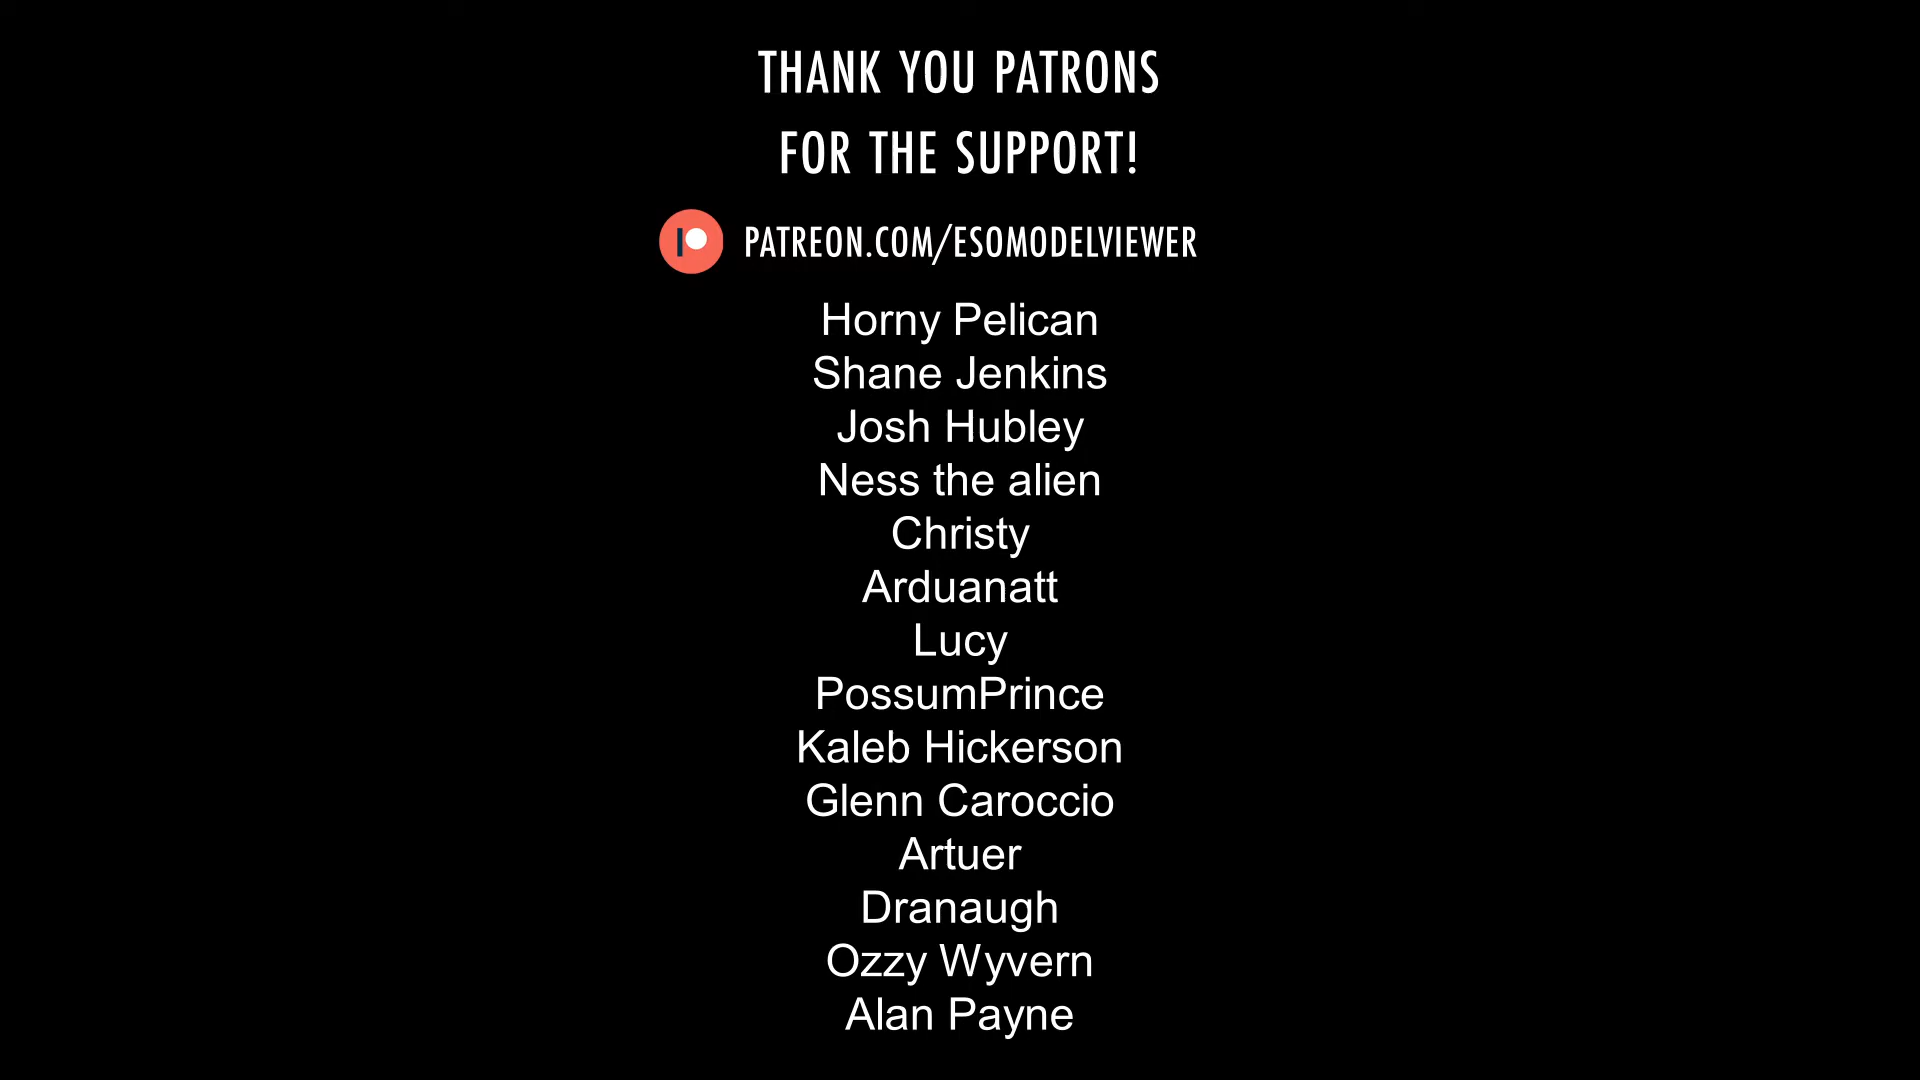 THANK YOU PATRONS
FOR THE SUPPORT!
PATREON.COM/ESOMODELVIEWER
Horny Pelican
Shane Jenkins
Josh Hubley
Ness the alien
Christy
Arduanatt
Lucy
PossumPrince
Kaleb Hickerson
Glenn Caroccio
Artuer
Dranaugh
Ozzy Wyvern
Alan Payne